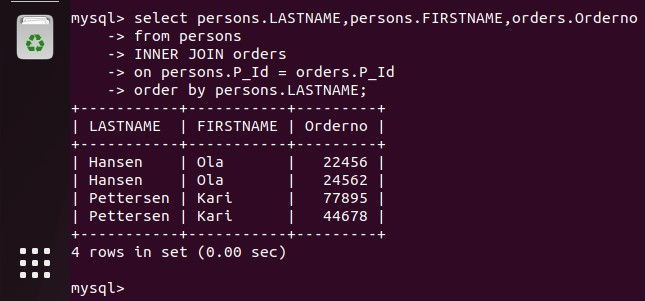 mysql> select persons.LASTNAME,persons.FIRSTNAME,orders.Orderno
    -> from persons
    -> INNER JOIN orders
    -> on persons.P_Id = orders.P_Id
    -> order by persons.LASTNAME;
+-----------+-----------+---------+
| LASTNAME  | FIRSTNAME | Orderno |
+-----------+-----------+---------+
| Hansen    | Ola       |   22456 |
| Hansen    | Ola       |   24562 |
| Pettersen | Kari      |   77895 |
| Pettersen | Kari      |   44678 |
+-----------+-----------+---------+
4 rows in set (0.00 sec)
mysql>